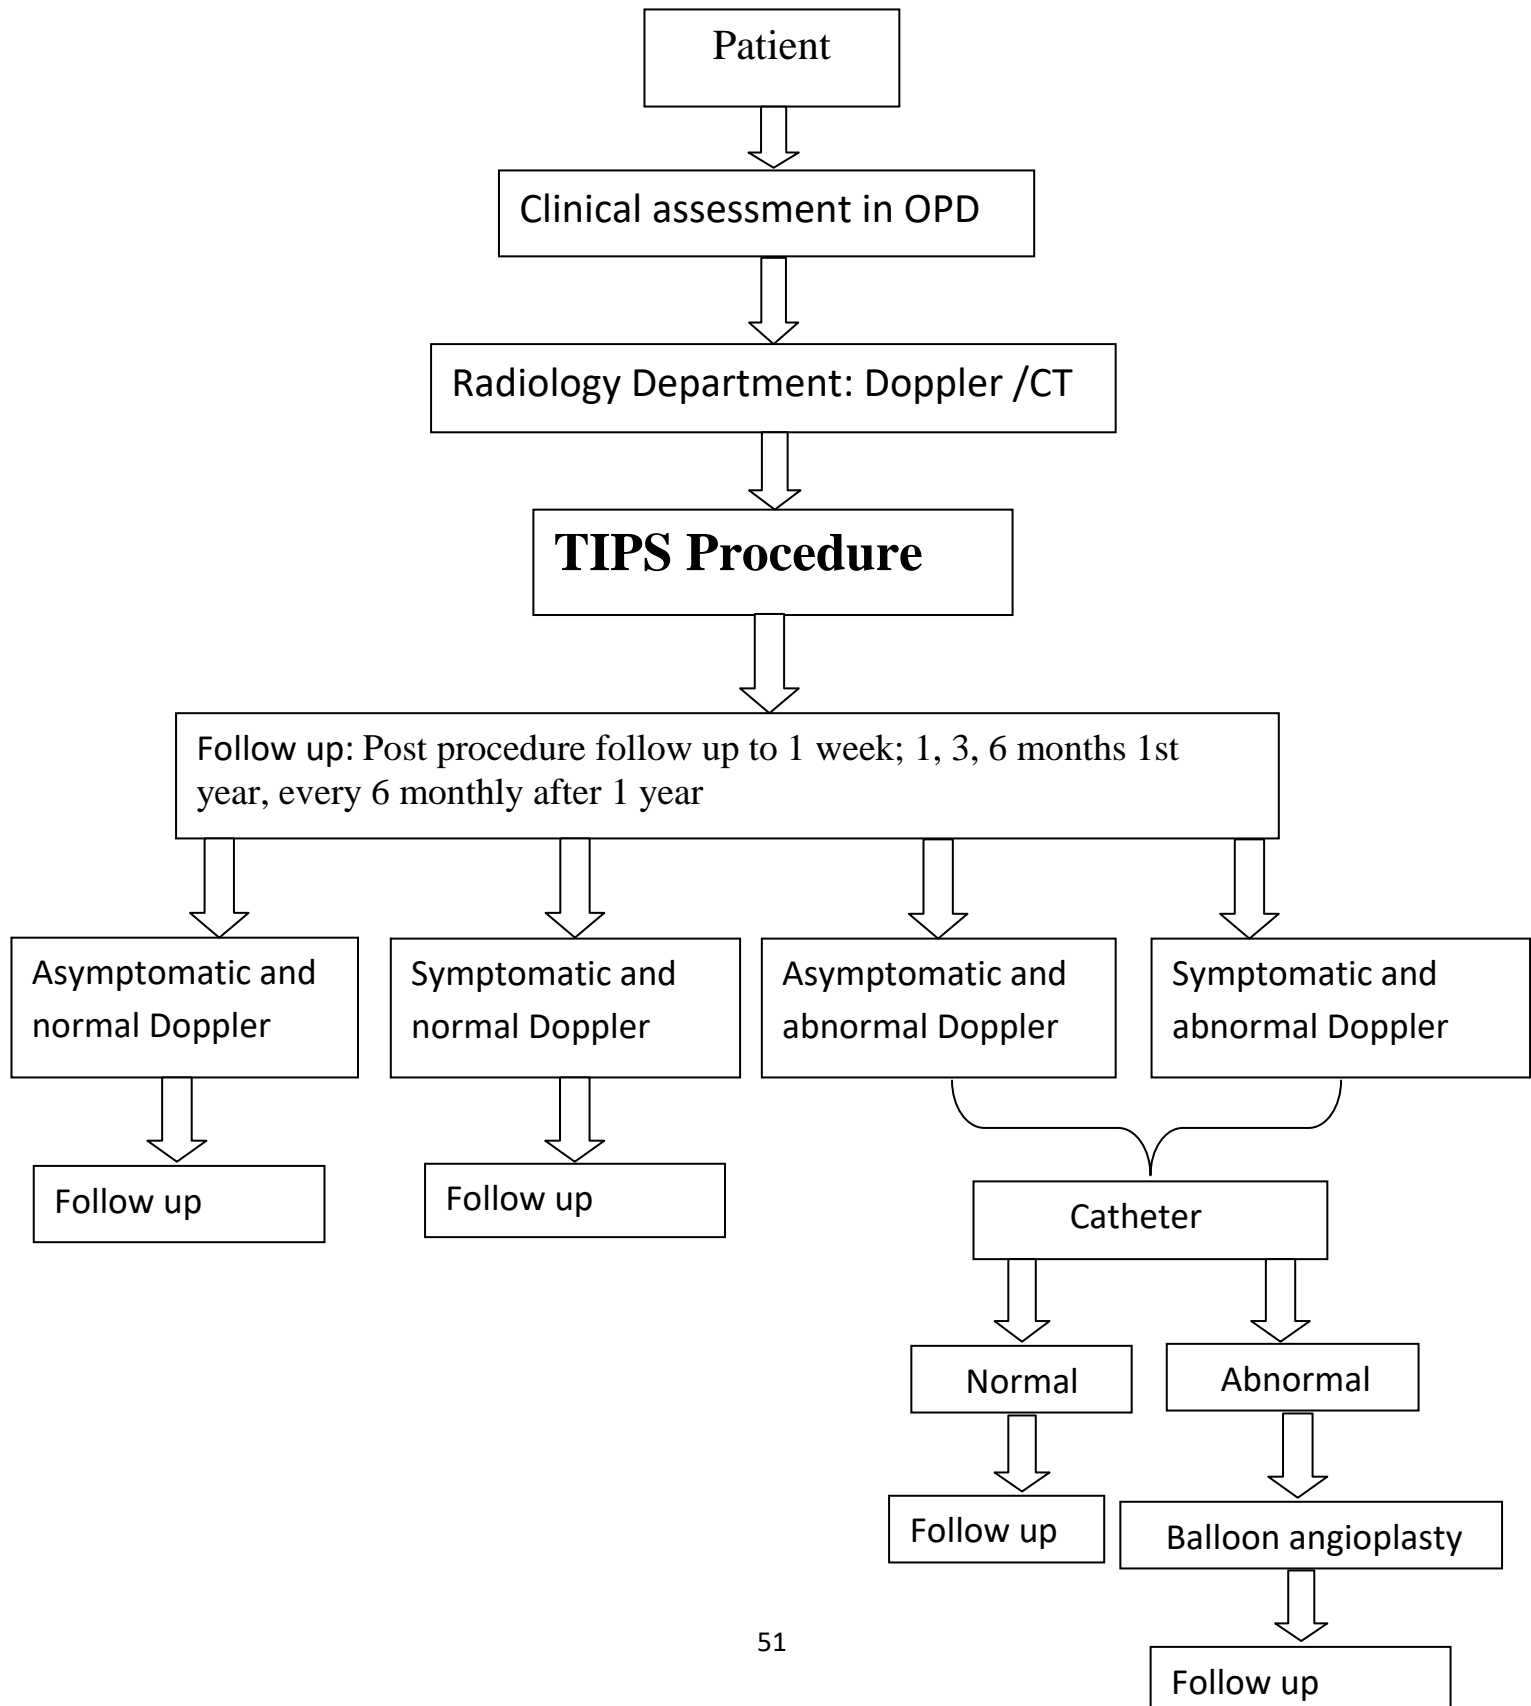 Patient
Clinical assessment in OPD
Radiology Department: Doppler /CT
TIPS Procedure
Follow up: Post procedure follow up to 1 week; 1, 3, 6 months 1st
year, every 6 monthly after 1 year
Asymptomatic and
normal Doppler
Symptomatic and
normal Doppler
Asymptomatic and
abnormal Doppler
Symptomatic and
abnormal Doppler
Follow up
Follow up
Catheter
Normal
Abnormal
Follow up
Balloon angioplasty
Follow up
51